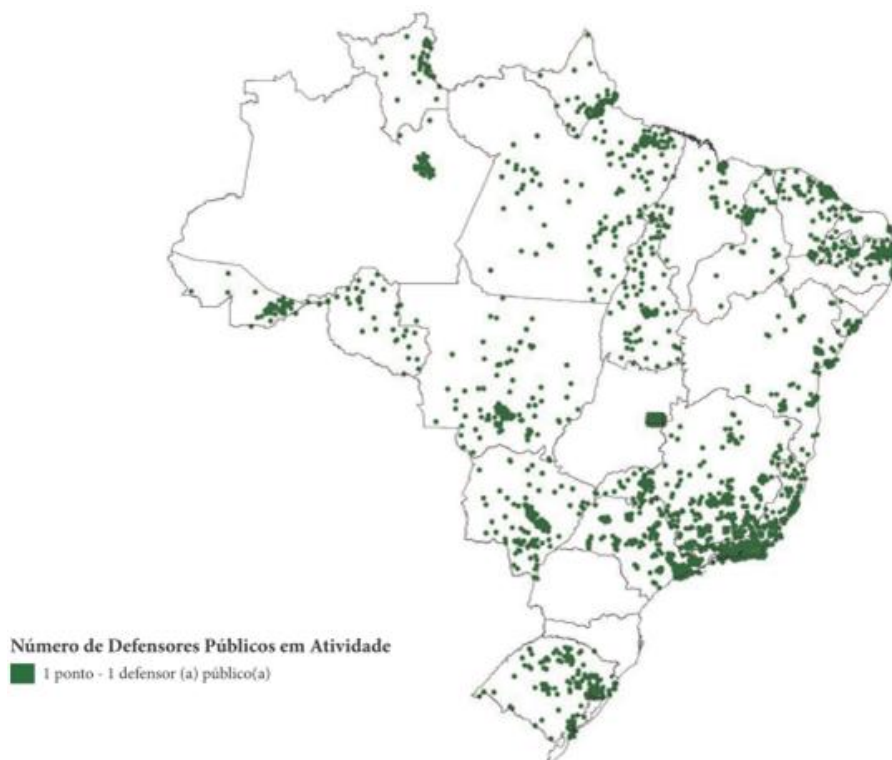 Número de Defensores Públicos em Atividade
1 ponto - 1 defensor (a) público(a)